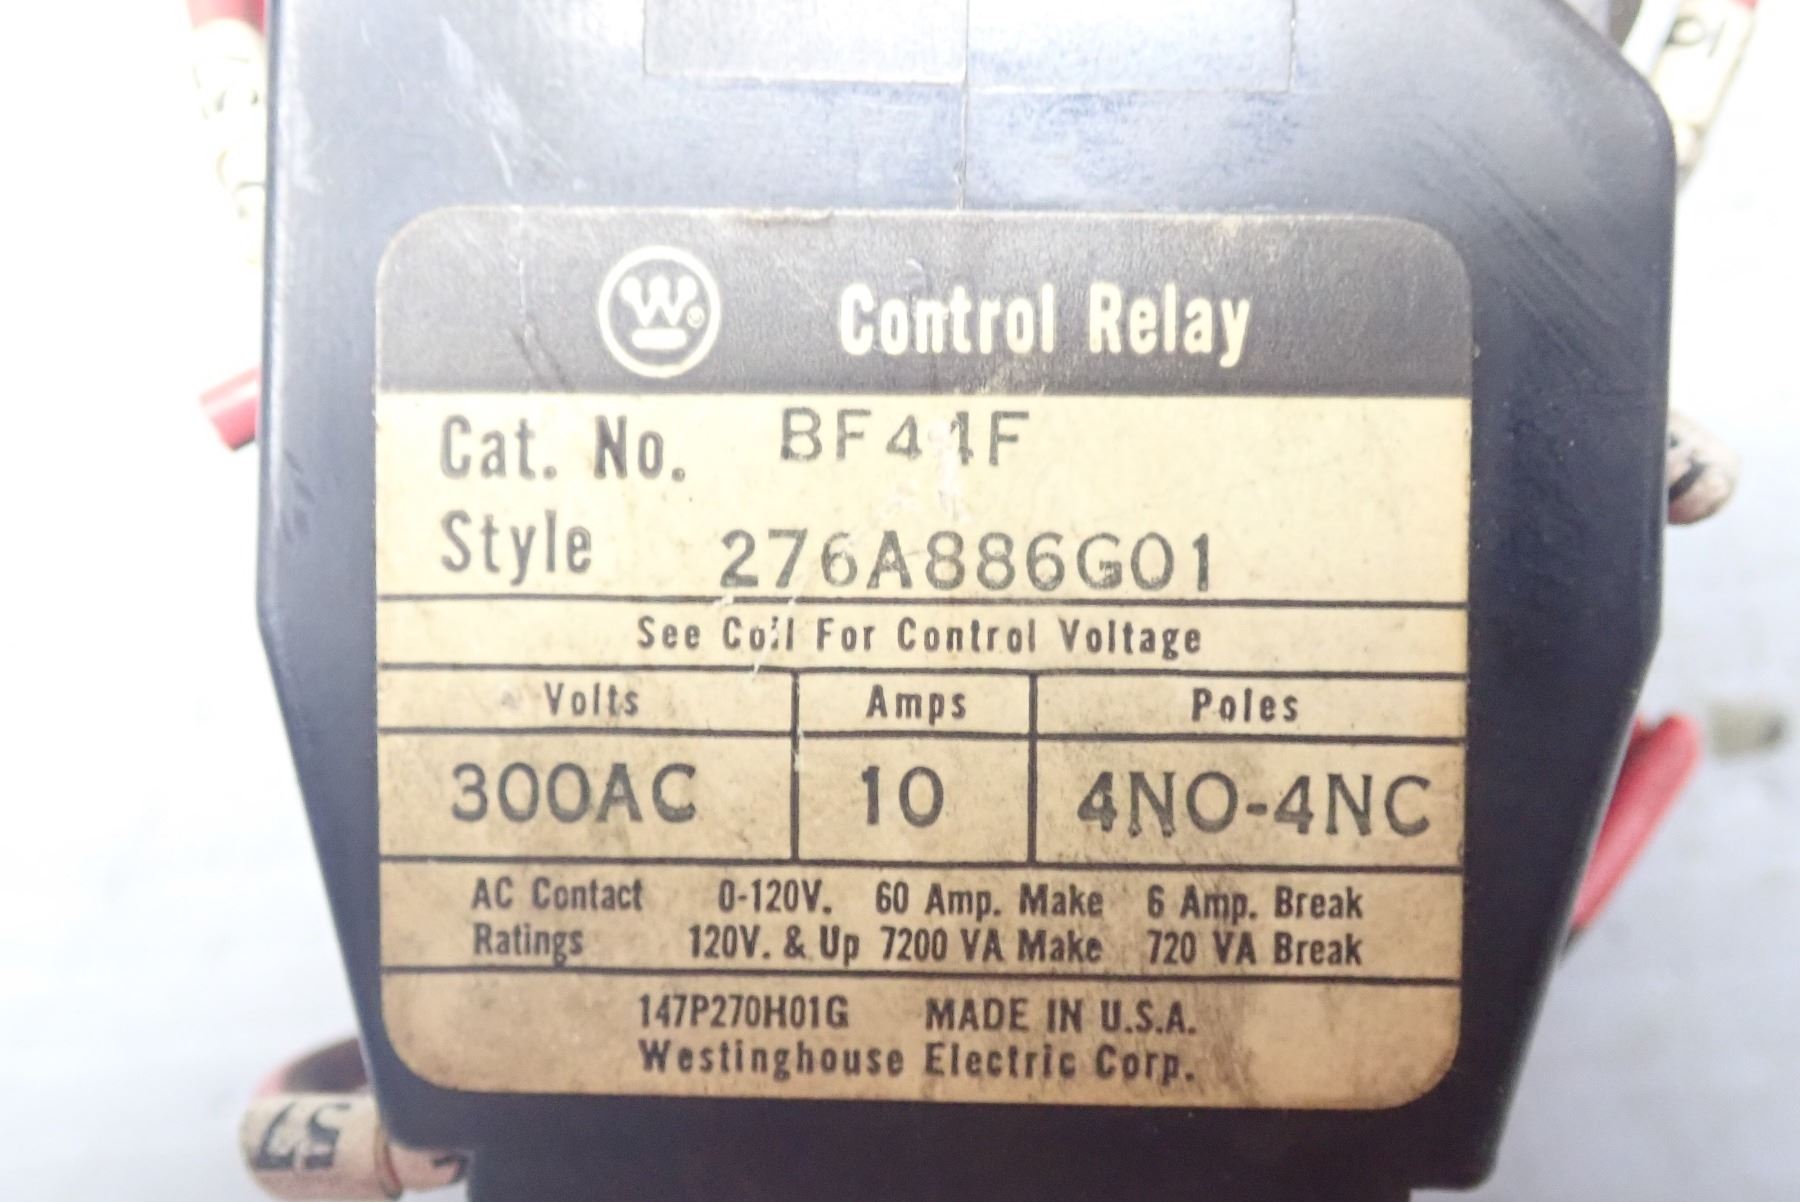 W
Control Relay
Cat. No. BF44F
Style 276A886G01
See Coil For Control Voltage
Volts Amps Poles
300AC 10 4NO-4NC
AC Contact 0-120V. 60 Amp. Make 6 Amp. Break
Ratings 120V. & Up 7200 VA Make 720 VA Break
147P270H01G MADE IN U.S.A.
Westinghouse Electric Corp.
57